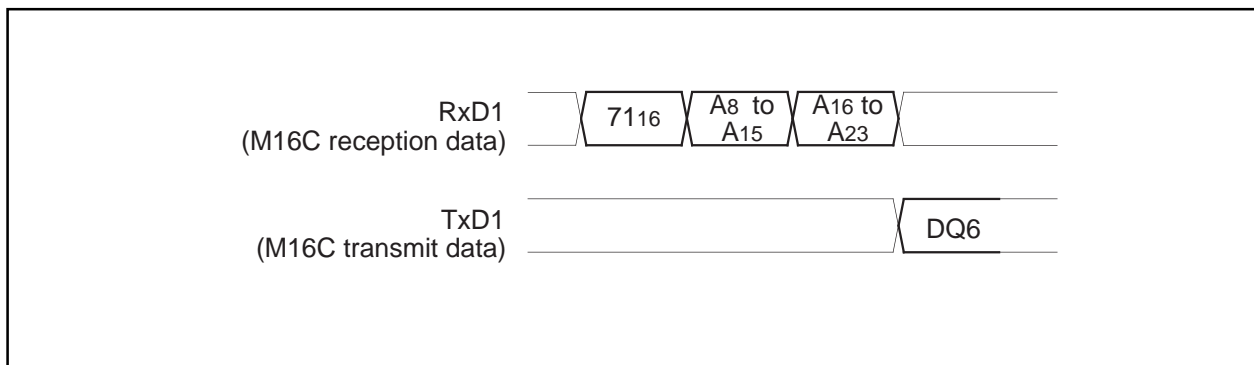 RxD1
(M16C reception data)
7116
A8 to
A15
A16 to
A23
TxD1
(M16C transmit data)
DQ6